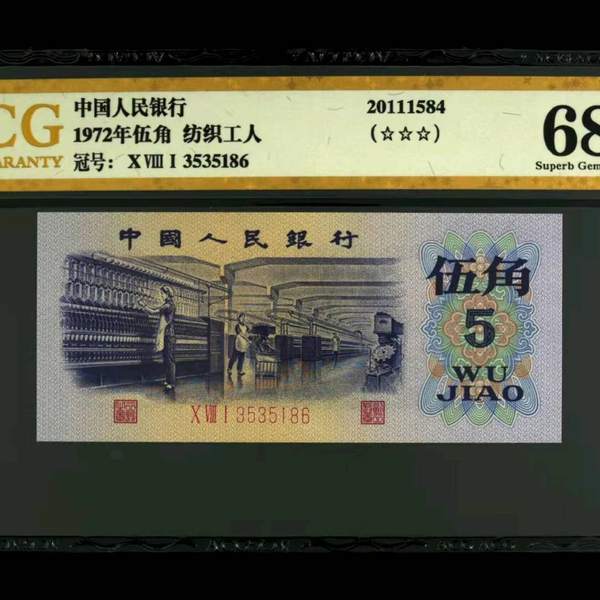 CG
ARANTY
中国人民银行
1972年伍角 纺织工人
冠号: X VIII I 3535186
20111584
(☆☆☆)
68
Superb Gem
中國人民銀行
伍角
5
WU
JIAO
X VIII I 3535186